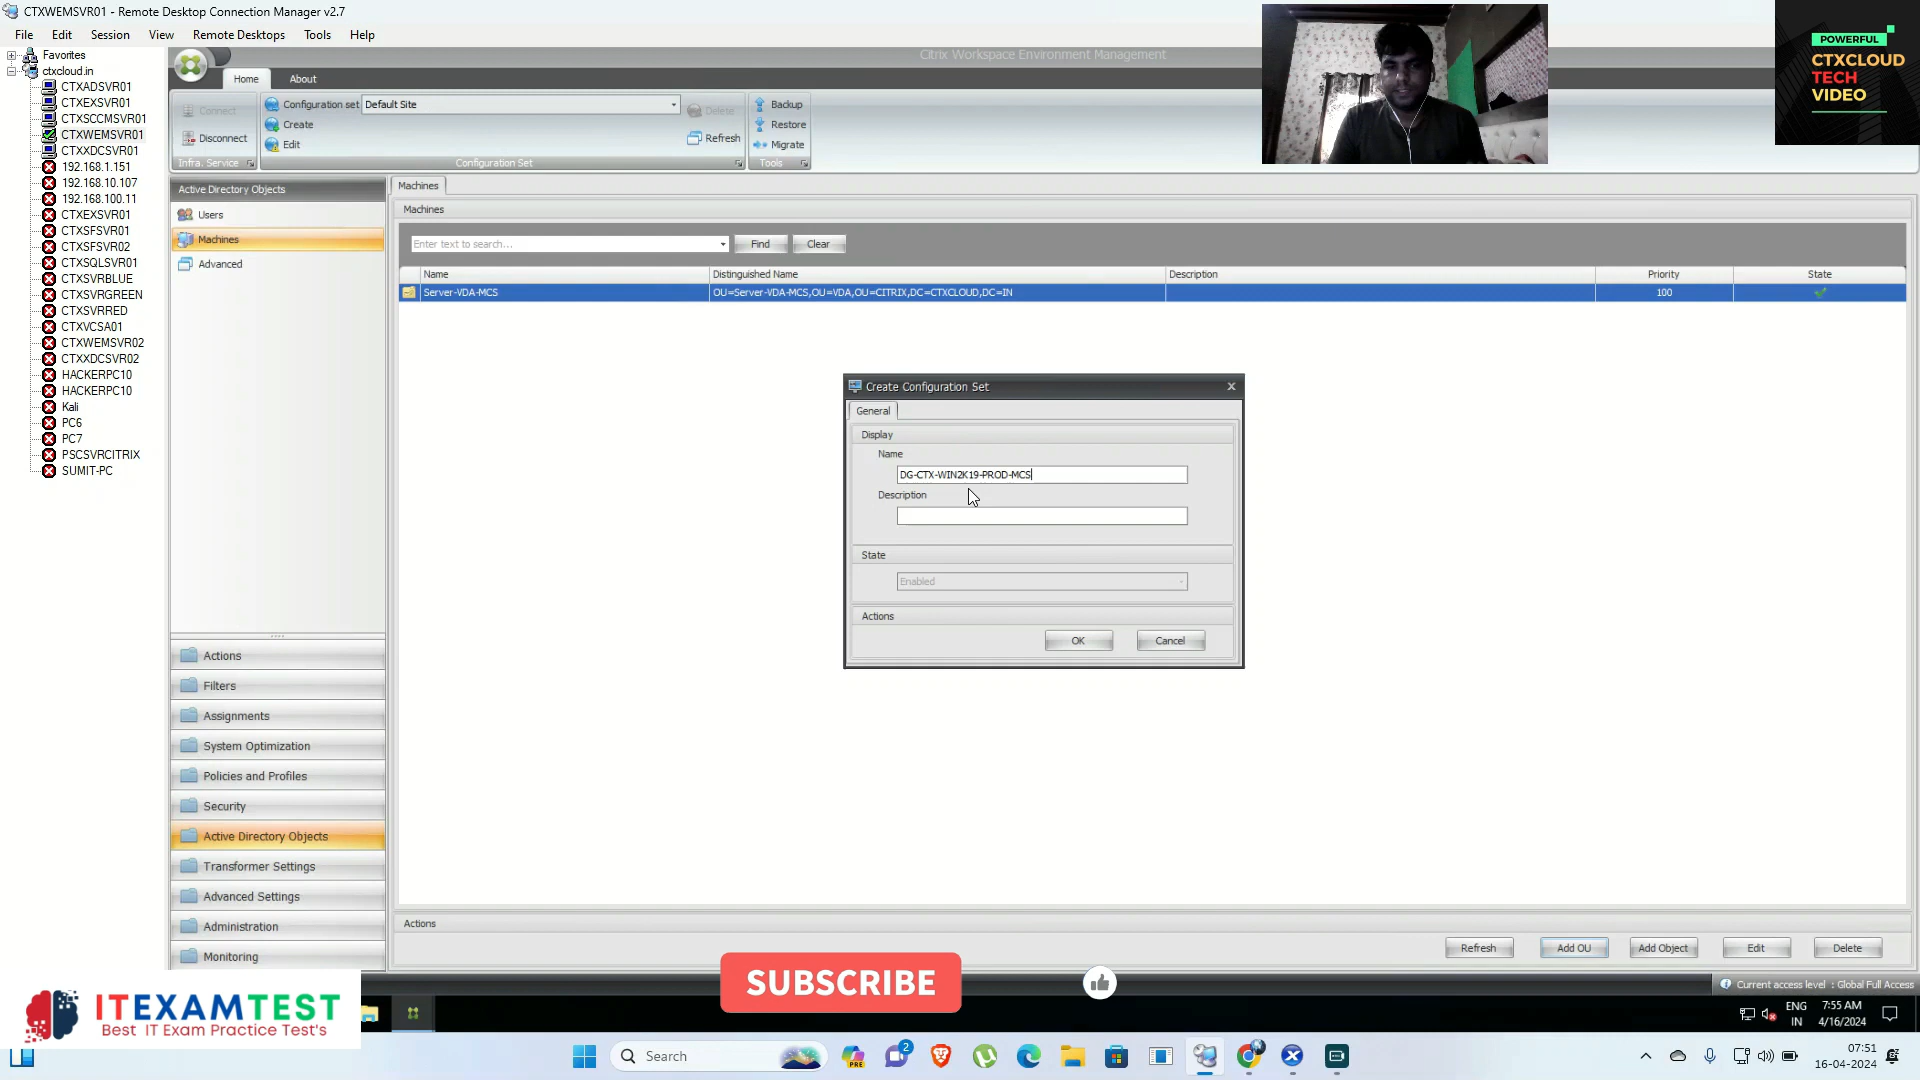 CTXWEMSVR01 - Remote Desktop Connection Manager v2.7
File Edit Session View Remote Desktops Tools Help
Favorites
ctxcloud.in
CTXADSVR01
CTXEXSVR01
CTXSCCMSVR01
CTXWEMSVR01
CTXXDCSVR01
192.168.1.151
192.168.10.107
192.168.100.11
CTXEXSVR01
CTXSFSVR01
CTXSFSVR02
CTXSQLSVR01
CTXSVRBLUE
CTXSVRGREEN
CTXSVRRED
CTXVCSA01
CTXWEMSVR02
CTXXDCSVR02
HACKERPC10
HACKERPC10
Kali
PC6
PC7
PSCSVRCITRIX
SUMIT-PC
Citrix Workspace Environment Management
Home About
Connect
Disconnect
Infra. Service
Configuration set Default Site
Create
Edit
Delete
Refresh
Configuration Set
Backup
Restore
Migrate
Tools
Active Directory Objects
Users
Machines
Advanced
Actions
Filters
Assignments
System Optimization
Policies and Profiles
Security
Active Directory Objects
Transformer Settings
Advanced Settings
Administration
Monitoring
Machines
Machines
Enter text to search... Find Clear
Name Distinguished Name Description Priority State
Server-VDA-MCS OU=Server-VDA-MCS,OU=VDA,OU=CITRIX,DC=CTXCLOUD,DC=IN 100
Create Configuration Set
General
Display
Name
DG-CTX-WIN2K19-PROD-MCS
Description
State
Enabled
Actions
OK Cancel
Actions
Refresh Add OU Add Object Edit Delete
Current access level : Global Full Access
POWERFUL
CTXCLOUD
TECH
VIDEO
SUBSCRIBE
ITEXAMTEST
Best IT Exam Practice Test's
ENG
IN
7:55 AM
4/16/2024
Search
PRE
2
07:51
16-04-2024